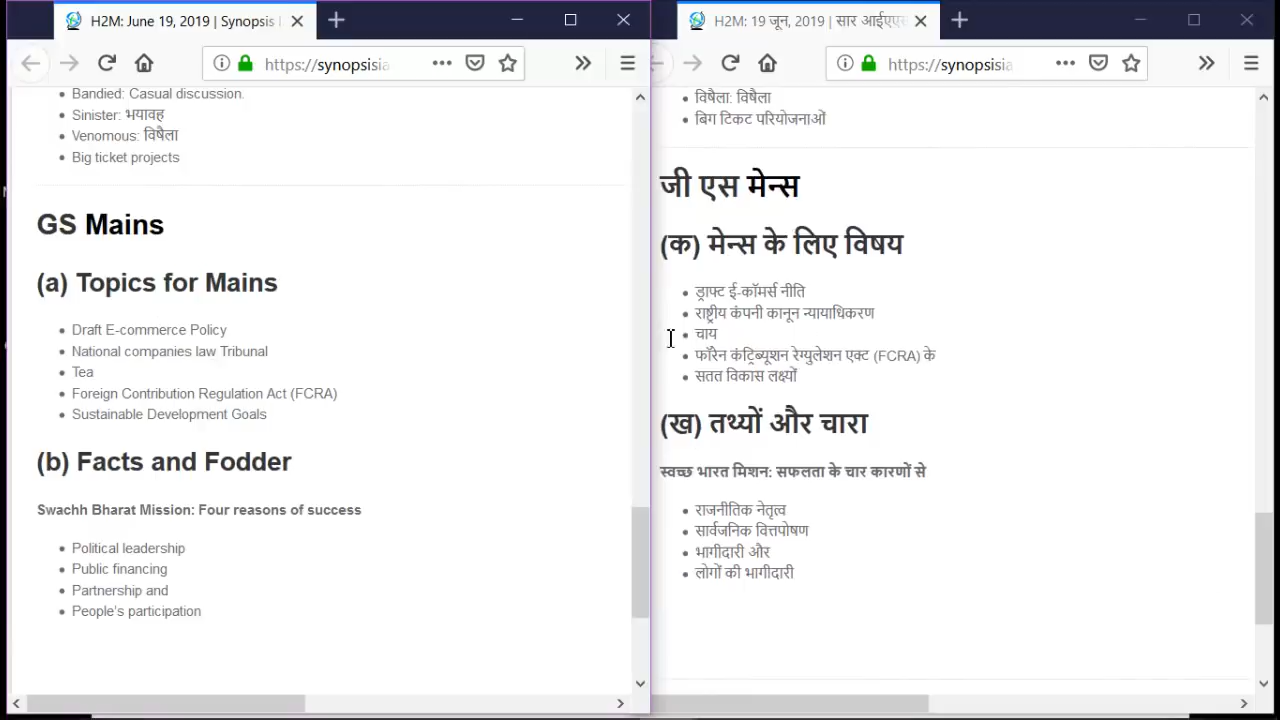 H2M: June 19, 2019 | Synopsis
https://synopsisia
Bandied: Casual discussion.
Sinister: भयावह
Venomous: विषैला
Big ticket projects
GS Mains
(a) Topics for Mains
Draft E-commerce Policy
National companies law Tribunal
Tea
Foreign Contribution Regulation Act (FCRA)
Sustainable Development Goals
(b) Facts and Fodder
Swachh Bharat Mission: Four reasons of success
Political leadership
Public financing
Partnership and
People's participation
H2M: 19 जून, 2019 | सार आईएएस
https://synopsisia
विषैला: विषैला
बिग टिकट परियोजनाओं
जी एस मेन्स
(क) मेन्स के लिए विषय
ड्राफ्ट ई-कॉमर्स नीति
राष्ट्रीय कंपनी कानून न्यायाधिकरण
चाय
फॉरेन कंट्रिब्यूशन रेग्युलेशन एक्ट (FCRA) के
सतत विकास लक्ष्यों
(ख) तथ्यों और चारा
स्वच्छ भारत मिशन: सफलता के चार कारणों से
राजनीतिक नेतृत्व
सार्वजनिक वित्तपोषण
भागीदारी और
लोगों की भागीदारी